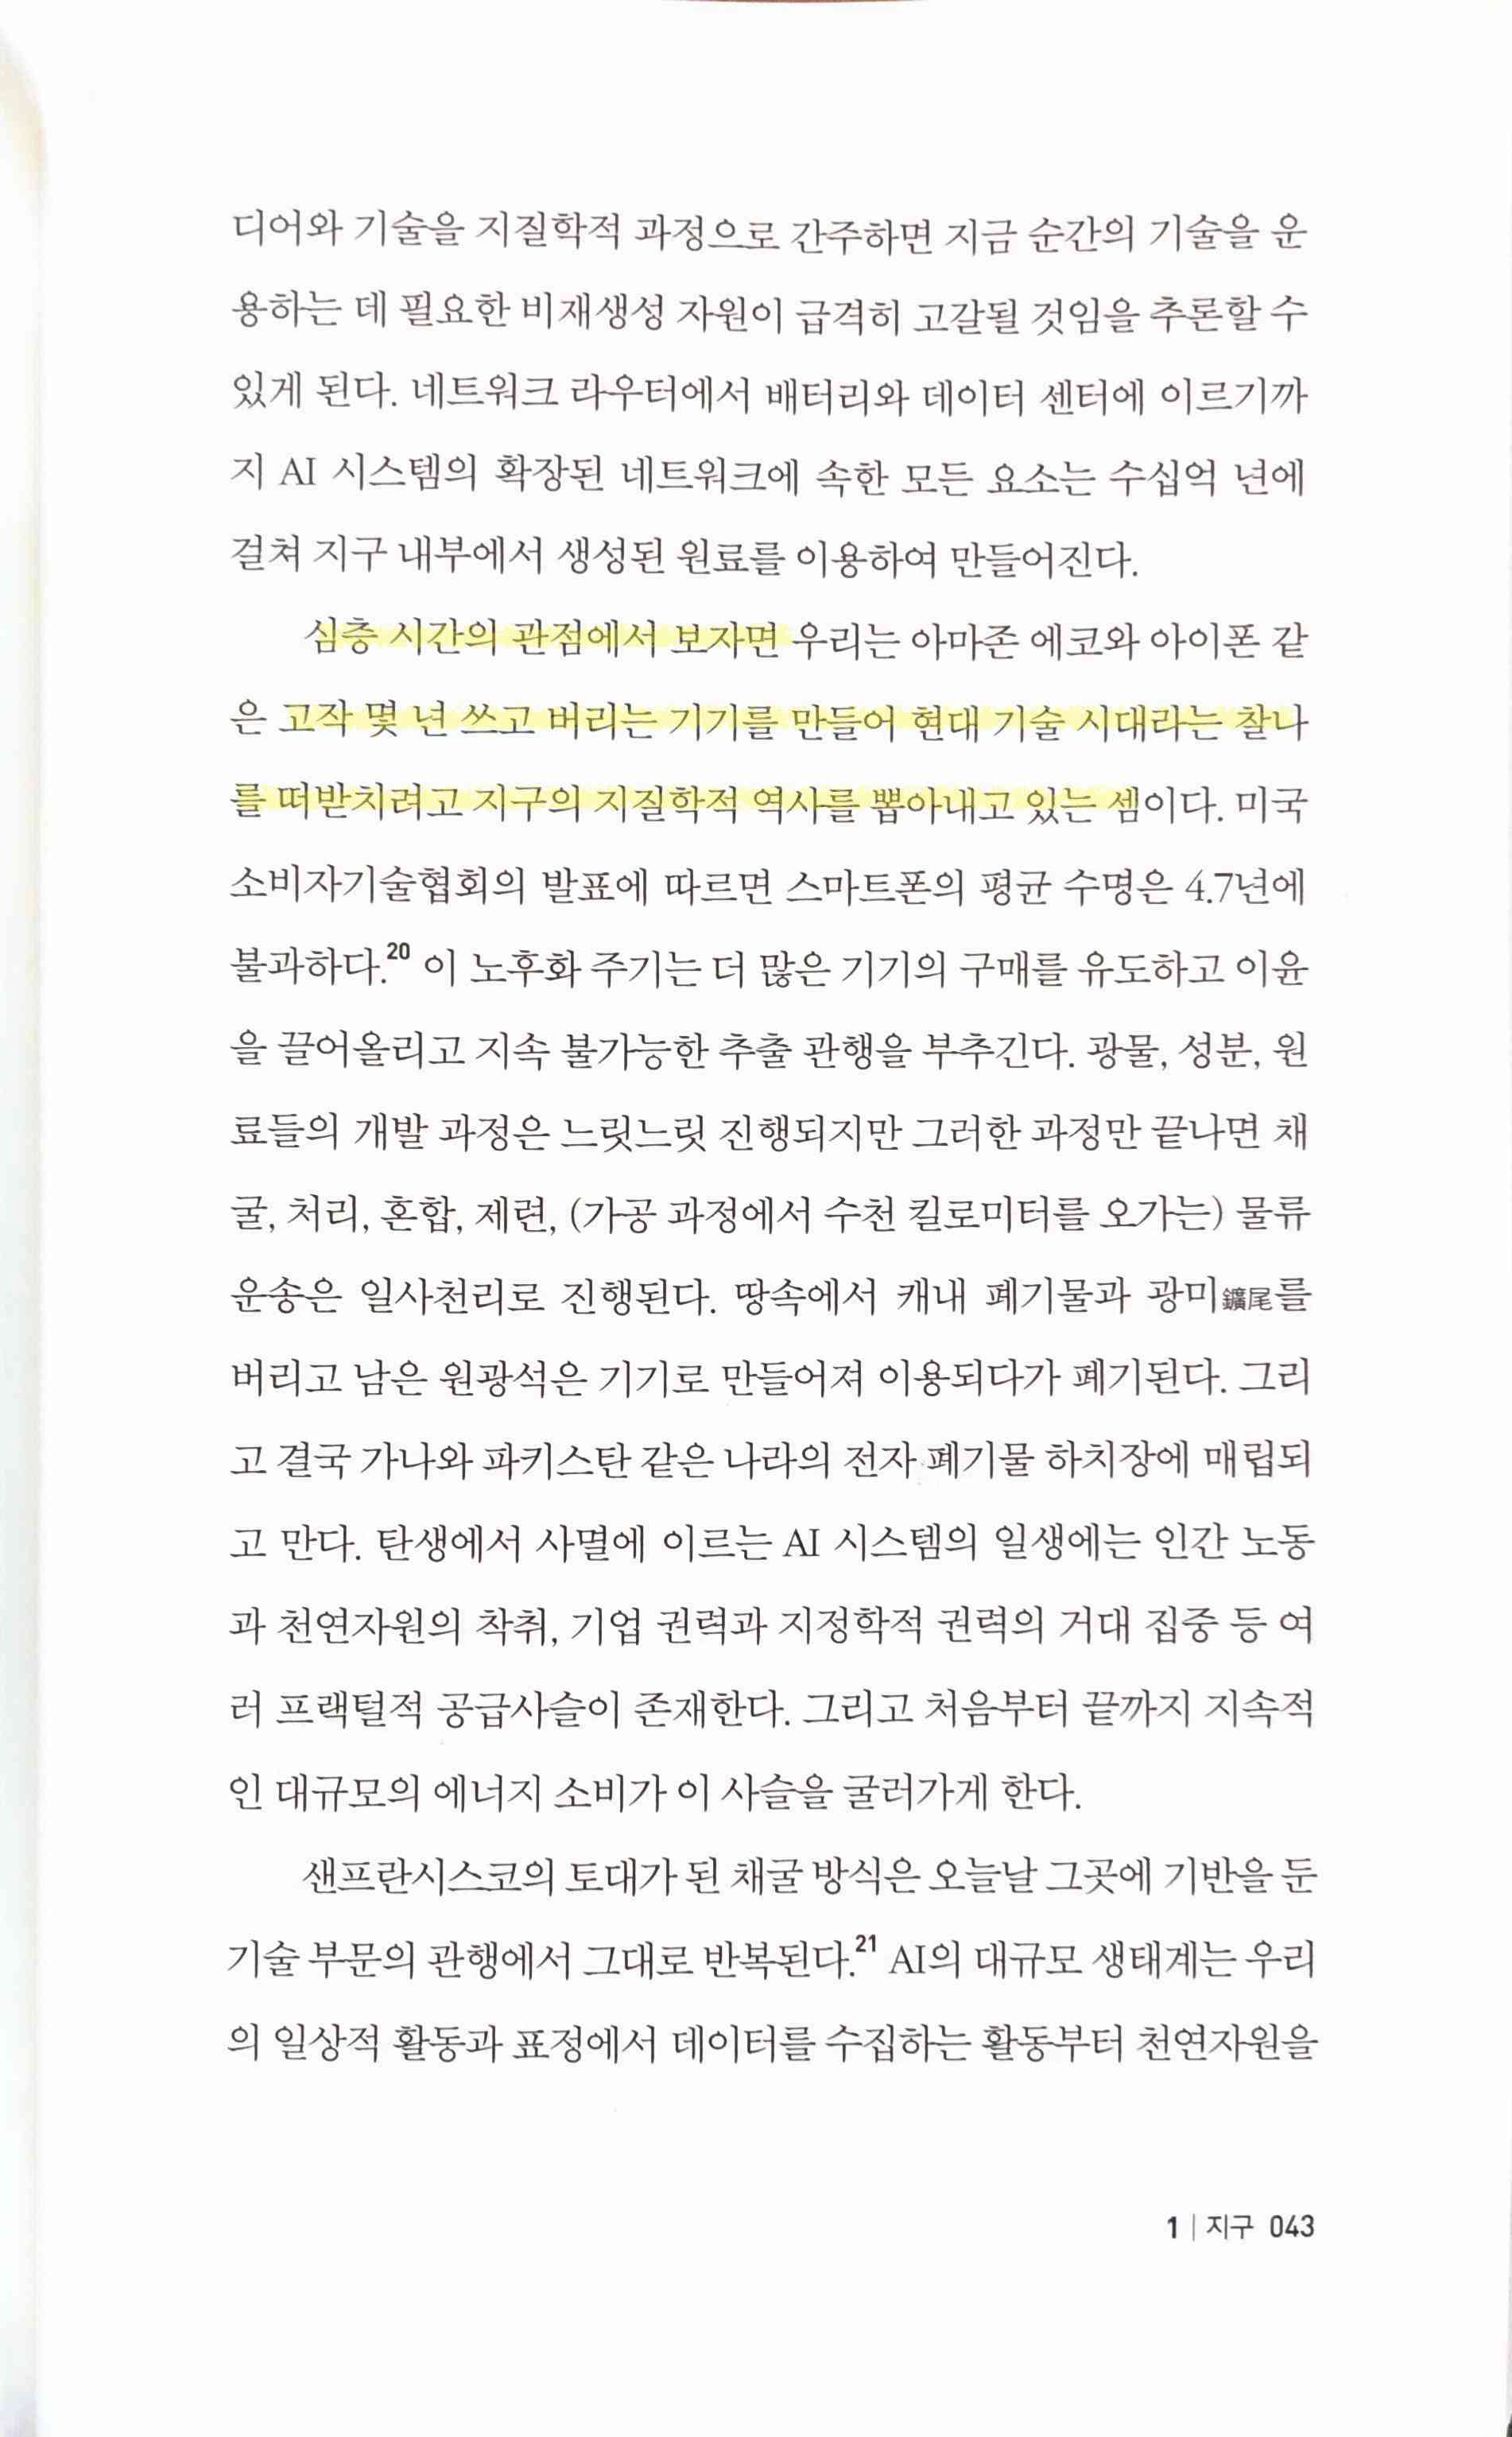 디어와 기술을 지질학적 과정으로 간주하면 지금 순간의 기술을 운
용하는 데 필요한 비재생성 자원이 급격히 고갈될 것임을 추론할 수
있게 된다. 네트워크 라우터에서 배터리와 데이터 센터에 이르기까
지 AI 시스템의 확장된 네트워크에 속한 모든 요소는 수십억 년에
걸쳐 지구 내부에서 생성된 원료를 이용하여 만들어진다.
심층 시간의 관점에서 보자면 우리는 아마존 에코와 아이폰 같
은 고작 몇 년 쓰고 버리는 기기를 만들어 현대 기술 시대라는 찰나
를 떠받치려고 지구의 지질학적 역사를 뽑아내고 있는 셈이다. 미국
소비자기술협회의 발표에 따르면 스마트폰의 평균 수명은 4.7년에
불과하다.20 이 노후화 주기는 더 많은 기기의 구매를 유도하고 이윤
을 끌어올리고 지속 불가능한 추출 관행을 부추긴다. 광물, 성분, 원
료들의 개발 과정은 느릿느릿 진행되지만 그러한 과정만 끝나면 채
굴, 처리, 혼합, 제련, (가공 과정에서 수천 킬로미터를 오가는) 물류
운송은 일사천리로 진행된다. 땅속에서 캐내 폐기물과 광미鑛尾를
버리고 남은 원광석은 기기로 만들어져 이용되다가 폐기된다. 그리
고 결국 가나와 파키스탄 같은 나라의 전자 폐기물 하치장에 매립되
고 만다. 탄생에서 사멸에 이르는 AI 시스템의 일생에는 인간 노동
과 천연자원의 착취, 기업 권력과 지정학적 권력의 거대 집중 등 여
러 프랙털적 공급사슬이 존재한다. 그리고 처음부터 끝까지 지속적
인 대규모의 에너지 소비가 이 사슬을 굴러가게 한다.
샌프란시스코의 토대가 된 채굴 방식은 오늘날 그곳에 기반을 둔
기술 부문의 관행에서 그대로 반복된다.21 AI의 대규모 생태계는 우리
의 일상적 활동과 표정에서 데이터를 수집하는 활동부터 천연자원을
1 | 지구 043